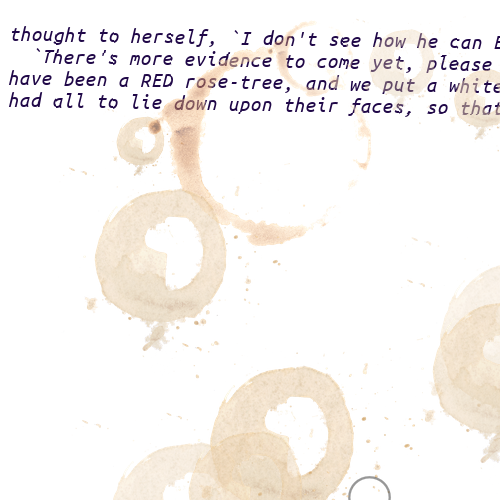 thought to herself, `I don't see how he can E
`There's more evidence to come yet, please
have been a RED rose-tree, and we put a white
had all to lie down upon their faces, so that